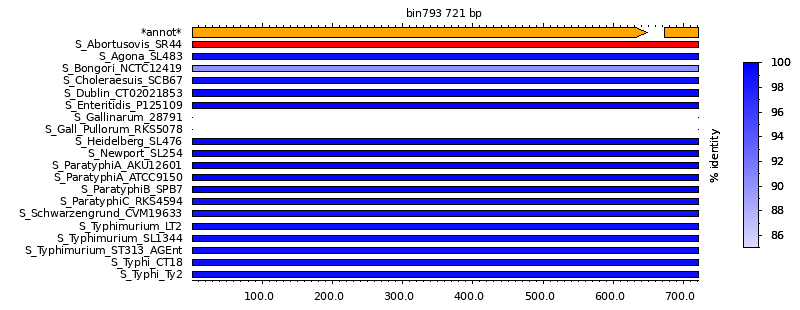 bin793 721 bp
*annot*
S_Abortusovis_SR44
S_Agona_SL483
S_Bongori_NCTC12419
S_Choleraesuis_SCB67
S_Dublin_CT02021853
S_Enteritidis_P125109
S_Gallinarum_28791
S_Gall_Pullorum_RKS5078
S_Heidelberg_SL476
S_Newport_SL254
S_ParatyphiA_AKU12601
S_ParatyphiA_ATCC9150
S_ParatyphiB_SPB7
S_ParatyphiC_RKS4594
S_Schwarzengrund_CVM19633
S_Typhimurium_LT2
S_Typhimurium_SL1344
S_Typhimurium_ST313_AGEnt
S_Typhi_CT18
S_Typhi_Ty2
100.0 200.0 300.0 400.0 500.0 600.0 700.0
% identity
100
98
96
94
92
90
88
86